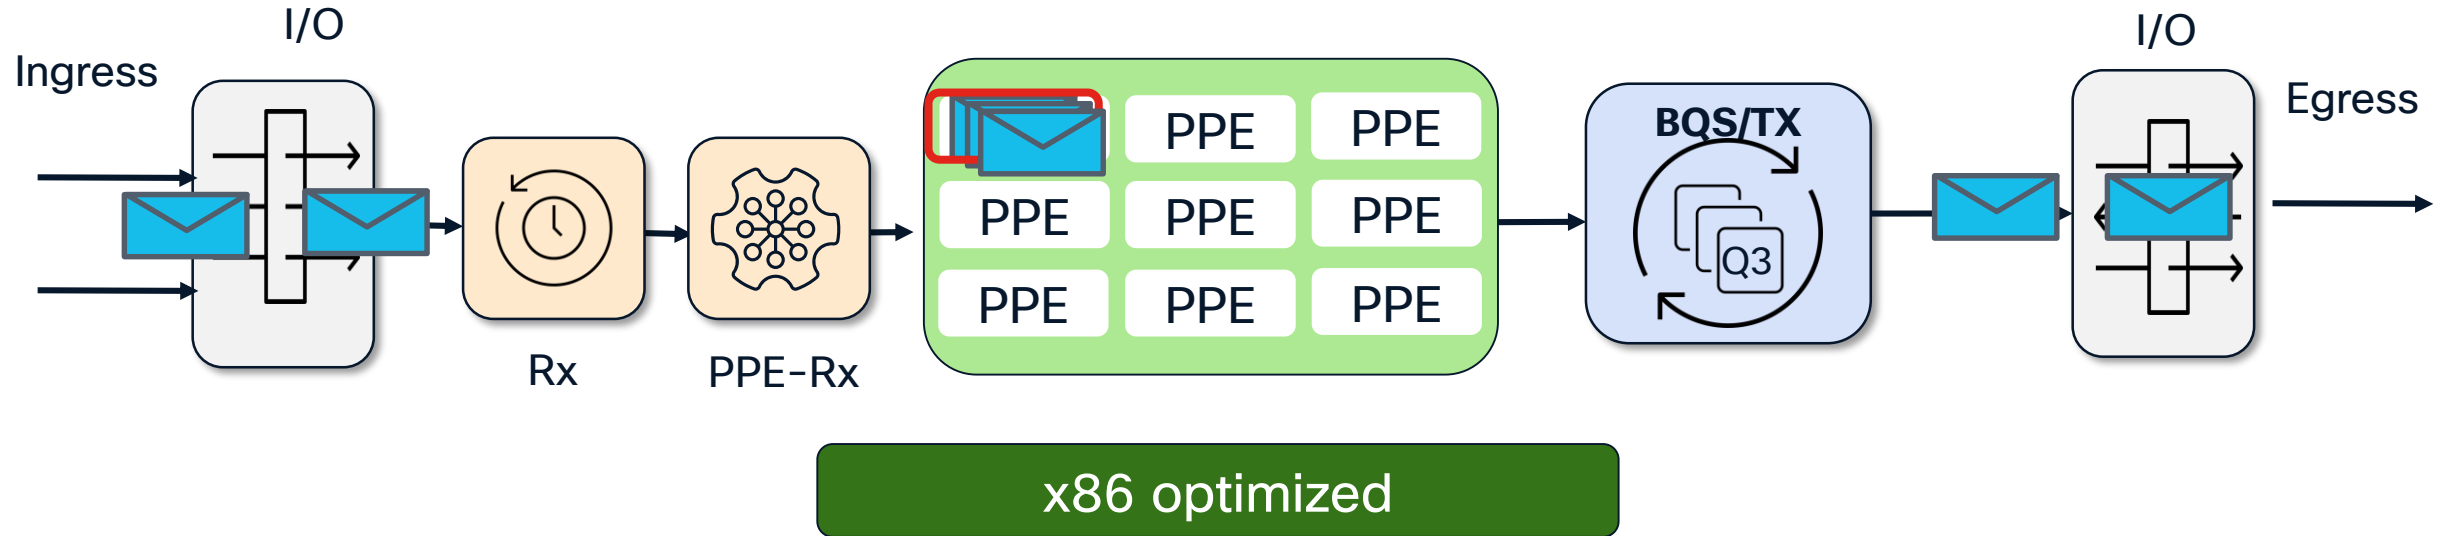 Ingress
I/O
Rx
PPE-Rx
PPE PPE
PPE PPE PPE
PPE PPE PPE
BQS/TX
Q3
I/O
Egress
x86 optimized